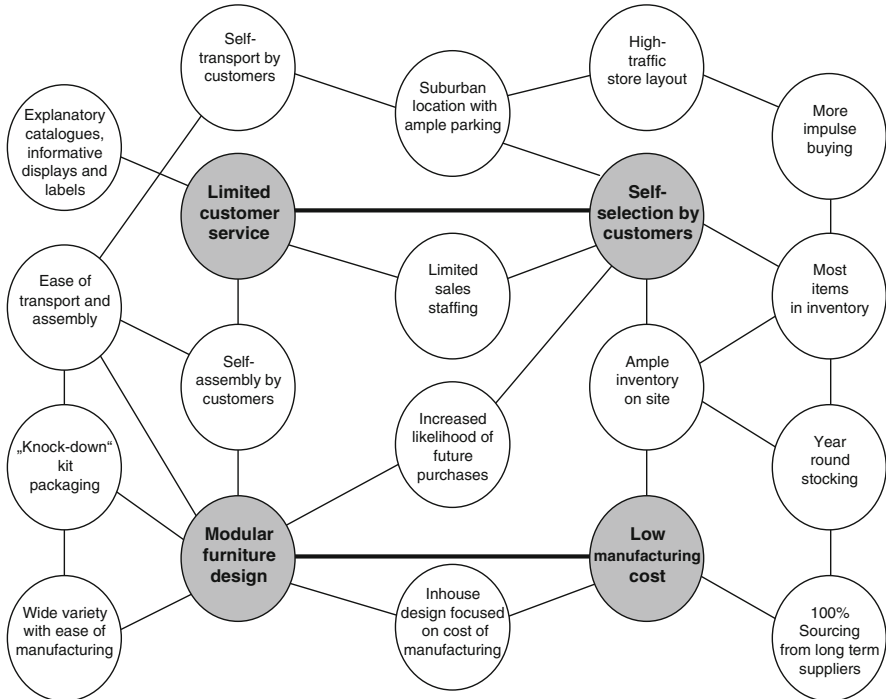 Self-
transport by
customers
High-
traffic
store layout
Suburban
location with
ample parking
More
impulse
buying
Explanatory
catalogues,
informative
displays and
labels
Limited
customer
service
Self-
selection by
customers
Ease of
transport and
assembly
Limited
sales
staffing
Most
items
in inventory
Self-
assembly by
customers
Ample
inventory
on site
Increased
likelihood of
future
purchases
„Knock-down“
kit
packaging
Year
round
stocking
Modular
furniture
design
Low
manufacturing
cost
Wide variety
with ease of
manufacturing
Inhouse
design focused
on cost of
manufacturing
100%
Sourcing
from long term
suppliers